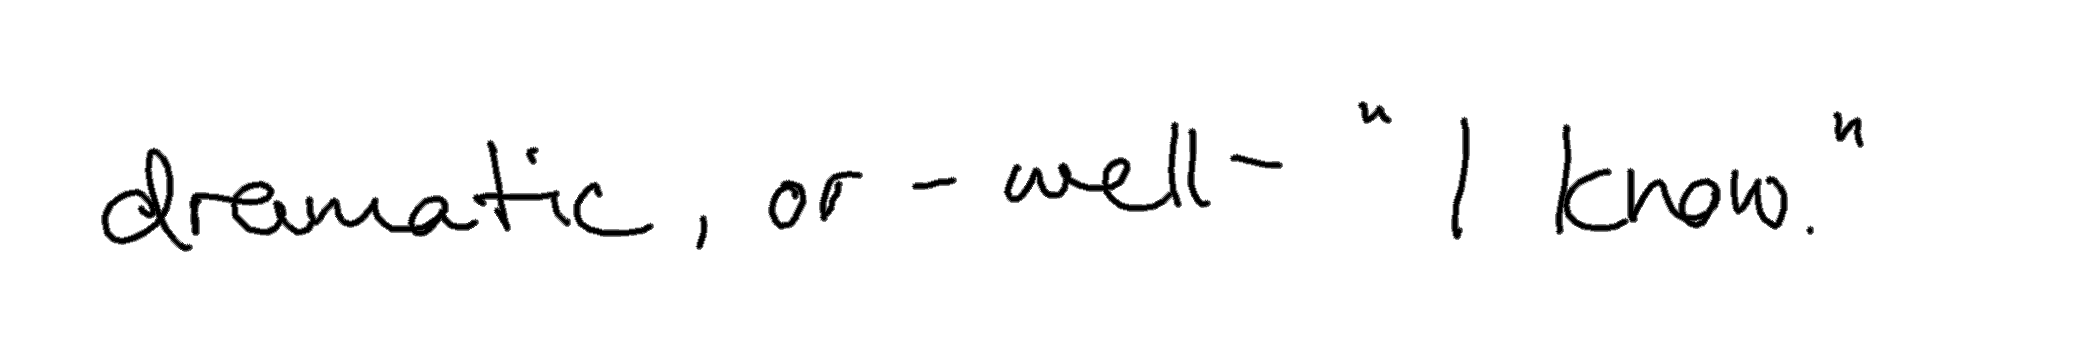 dramatic, or - well - "I know."